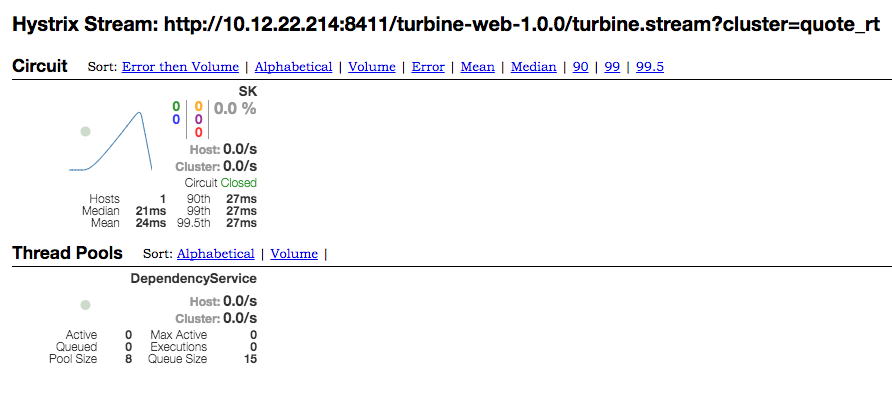 Hystrix Stream: http://10.12.22.214:8411/turbine-web-1.0.0/turbine.stream?cluster=quote_rt
Circuit Sort: Error then Volume | Alphabetical | Volume | Error | Mean | Median | 90 | 99 | 99.5
SK
0 0 0.0 %
0 0
0
Host: 0.0/s
Cluster: 0.0/s
Circuit Closed
Hosts 1 90th 27ms
Median 21ms 99th 27ms
Mean 24ms 99.5th 27ms
Thread Pools Sort: Alphabetical | Volume |
DependencyService
Host: 0.0/s
Cluster: 0.0/s
Active 0 Max Active 0
Queued 0 Executions 0
Pool Size 8 Queue Size 15